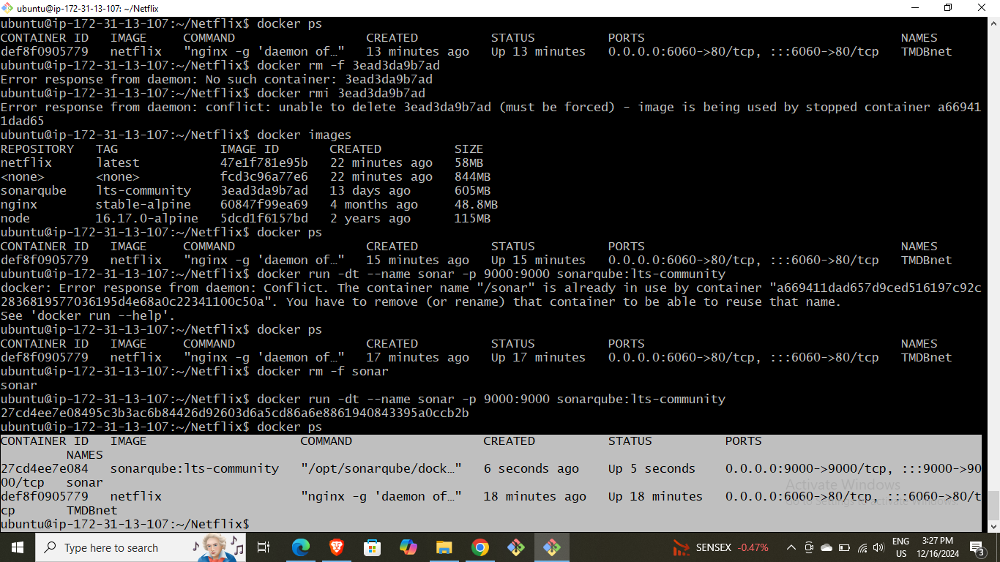 ubuntu@ip-172-31-13-107: ~/Netflix
ubuntu@ip-172-31-13-107:~/Netflix$ docker ps
CONTAINER ID   IMAGE     COMMAND                  CREATED          STATUS          PORTS                                   NAMES
def8f0905779   netflix   "nginx -g 'daemon of…"   13 minutes ago   Up 13 minutes   0.0.0.0:6060->80/tcp, :::6060->80/tcp   TMDBnet
ubuntu@ip-172-31-13-107:~/Netflix$ docker rm -f 3ead3da9b7ad
Error response from daemon: No such container: 3ead3da9b7ad
ubuntu@ip-172-31-13-107:~/Netflix$ docker rmi 3ead3da9b7ad
Error response from daemon: conflict: unable to delete 3ead3da9b7ad (must be forced) - image is being used by stopped container a66941
1dad65
ubuntu@ip-172-31-13-107:~/Netflix$ docker images
REPOSITORY   TAG              IMAGE ID       CREATED          SIZE
netflix      latest           47e1f781e95b   22 minutes ago   58MB
<none>       <none>           fcd3c96a77e6   22 minutes ago   844MB
sonarqube    lts-community    3ead3da9b7ad   13 days ago      605MB
nginx        stable-alpine    60847f99ea69   4 months ago     48.8MB
node         16.17.0-alpine   5dcd1f6157bd   2 years ago      115MB
ubuntu@ip-172-31-13-107:~/Netflix$ docker ps
CONTAINER ID   IMAGE     COMMAND                  CREATED          STATUS          PORTS                                   NAMES
def8f0905779   netflix   "nginx -g 'daemon of…"   15 minutes ago   Up 15 minutes   0.0.0.0:6060->80/tcp, :::6060->80/tcp   TMDBnet
ubuntu@ip-172-31-13-107:~/Netflix$ docker run -dt --name sonar -p 9000:9000 sonarqube:lts-community
docker: Error response from daemon: Conflict. The container name "/sonar" is already in use by container "a669411dad657d9ced516197c92c
2836819577036195d4e68a0c22341100c50a". You have to remove (or rename) that container to be able to reuse that name.
See 'docker run --help'.
ubuntu@ip-172-31-13-107:~/Netflix$ docker ps
CONTAINER ID   IMAGE     COMMAND                  CREATED          STATUS          PORTS                                   NAMES
def8f0905779   netflix   "nginx -g 'daemon of…"   17 minutes ago   Up 17 minutes   0.0.0.0:6060->80/tcp, :::6060->80/tcp   TMDBnet
ubuntu@ip-172-31-13-107:~/Netflix$ docker rm -f sonar
sonar
ubuntu@ip-172-31-13-107:~/Netflix$ docker run -dt --name sonar -p 9000:9000 sonarqube:lts-community
27cd4ee7e08495c3b3ac6b84426d92603d6a5cd86a6e8861940843395a0ccb2b
ubuntu@ip-172-31-13-107:~/Netflix$ docker ps
CONTAINER ID   IMAGE                     COMMAND                  CREATED          STATUS          PORTS
         NAMES
27cd4ee7e084   sonarqube:lts-community   "/opt/sonarqube/dock…"   6 seconds ago    Up 5 seconds    0.0.0.0:9000->9000/tcp, :::9000->90
00/tcp   sonar
def8f0905779   netflix                   "nginx -g 'daemon of…"   18 minutes ago   Up 18 minutes   0.0.0.0:6060->80/tcp, :::6060->80/t
cp       TMDBnet
ubuntu@ip-172-31-13-107:~/Netflix$
Activate Windows
Go to Settings to activate Windows.
Type here to search
SENSEX -0.47%
ENG
US
3:27 PM
12/16/2024
3